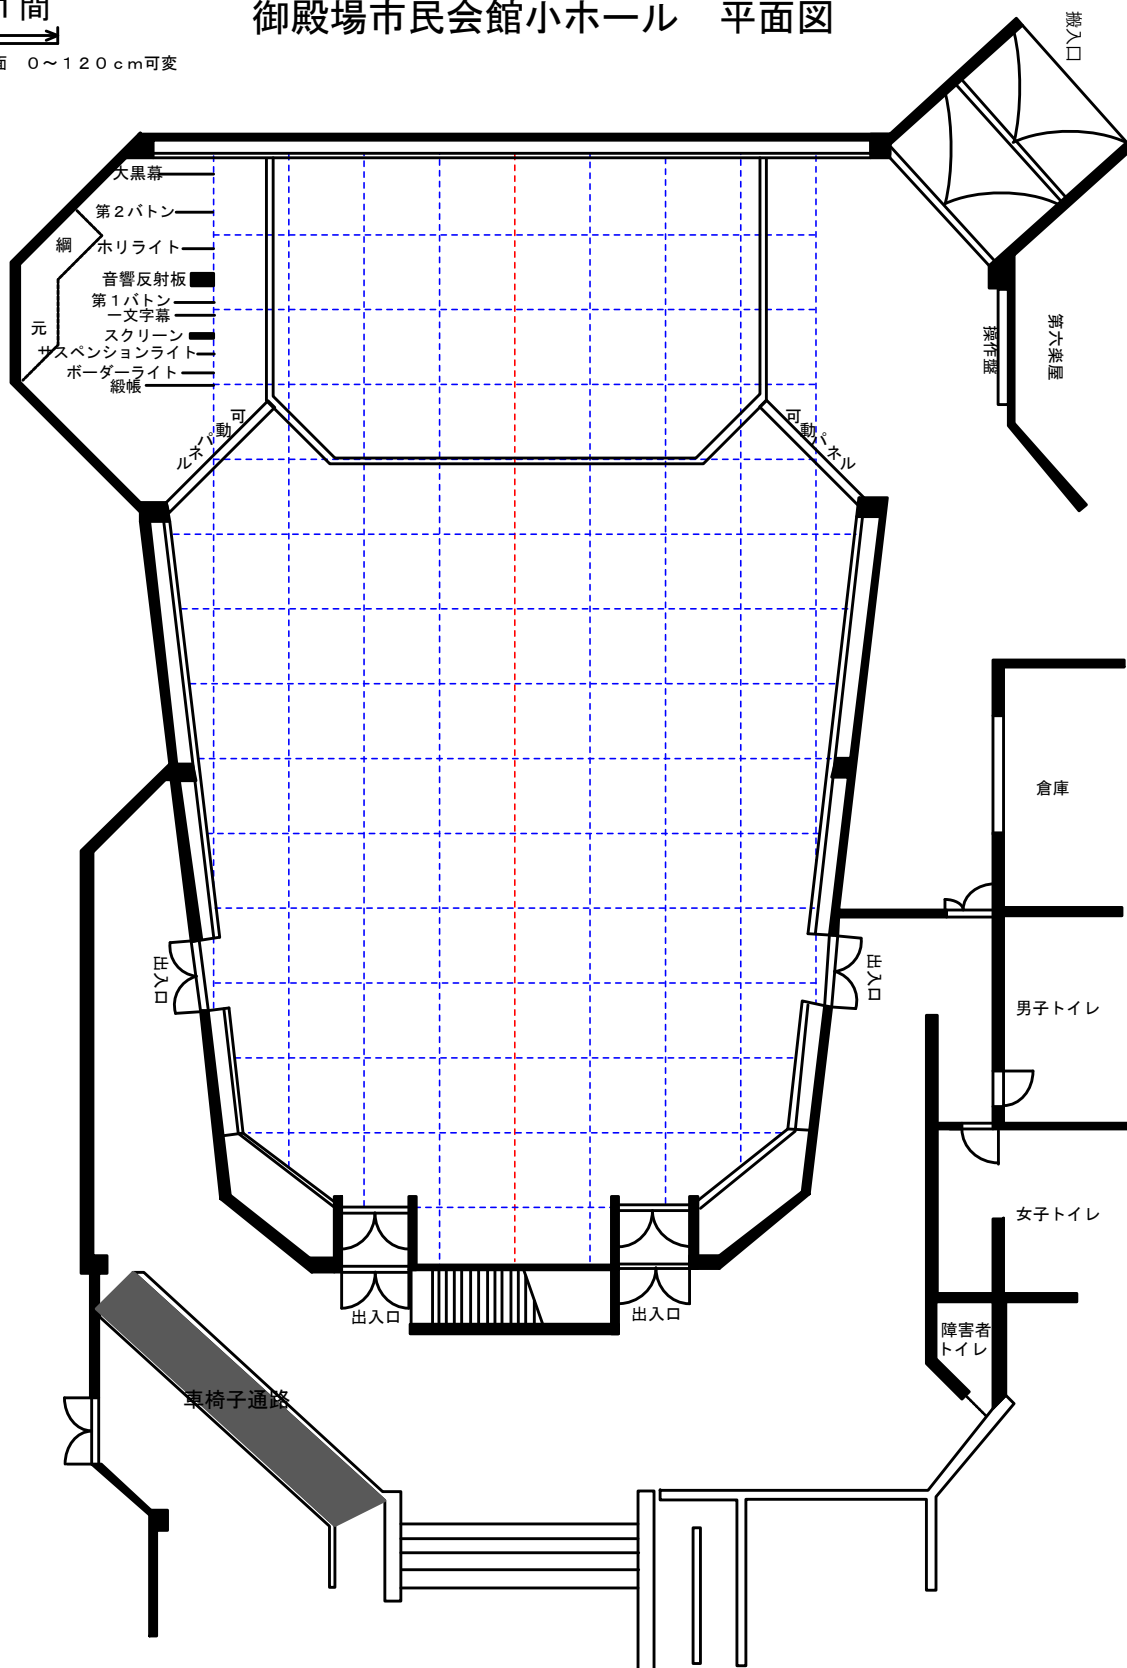 1間
御殿場市民会館小ホール 平面図
面 0～120cm可変
搬入口
大黒幕
第2バトン
綱
ホリライト
音響反射板
第1バトン
一文字幕
元
スクリーン
サスペンションライト
ボーダーライト
緞帳
操作盤
第六楽屋
可動パネル
可動パネル
倉庫
出入口
出入口
男子トイレ
女子トイレ
出入口
出入口
障害者
トイレ
車椅子通路